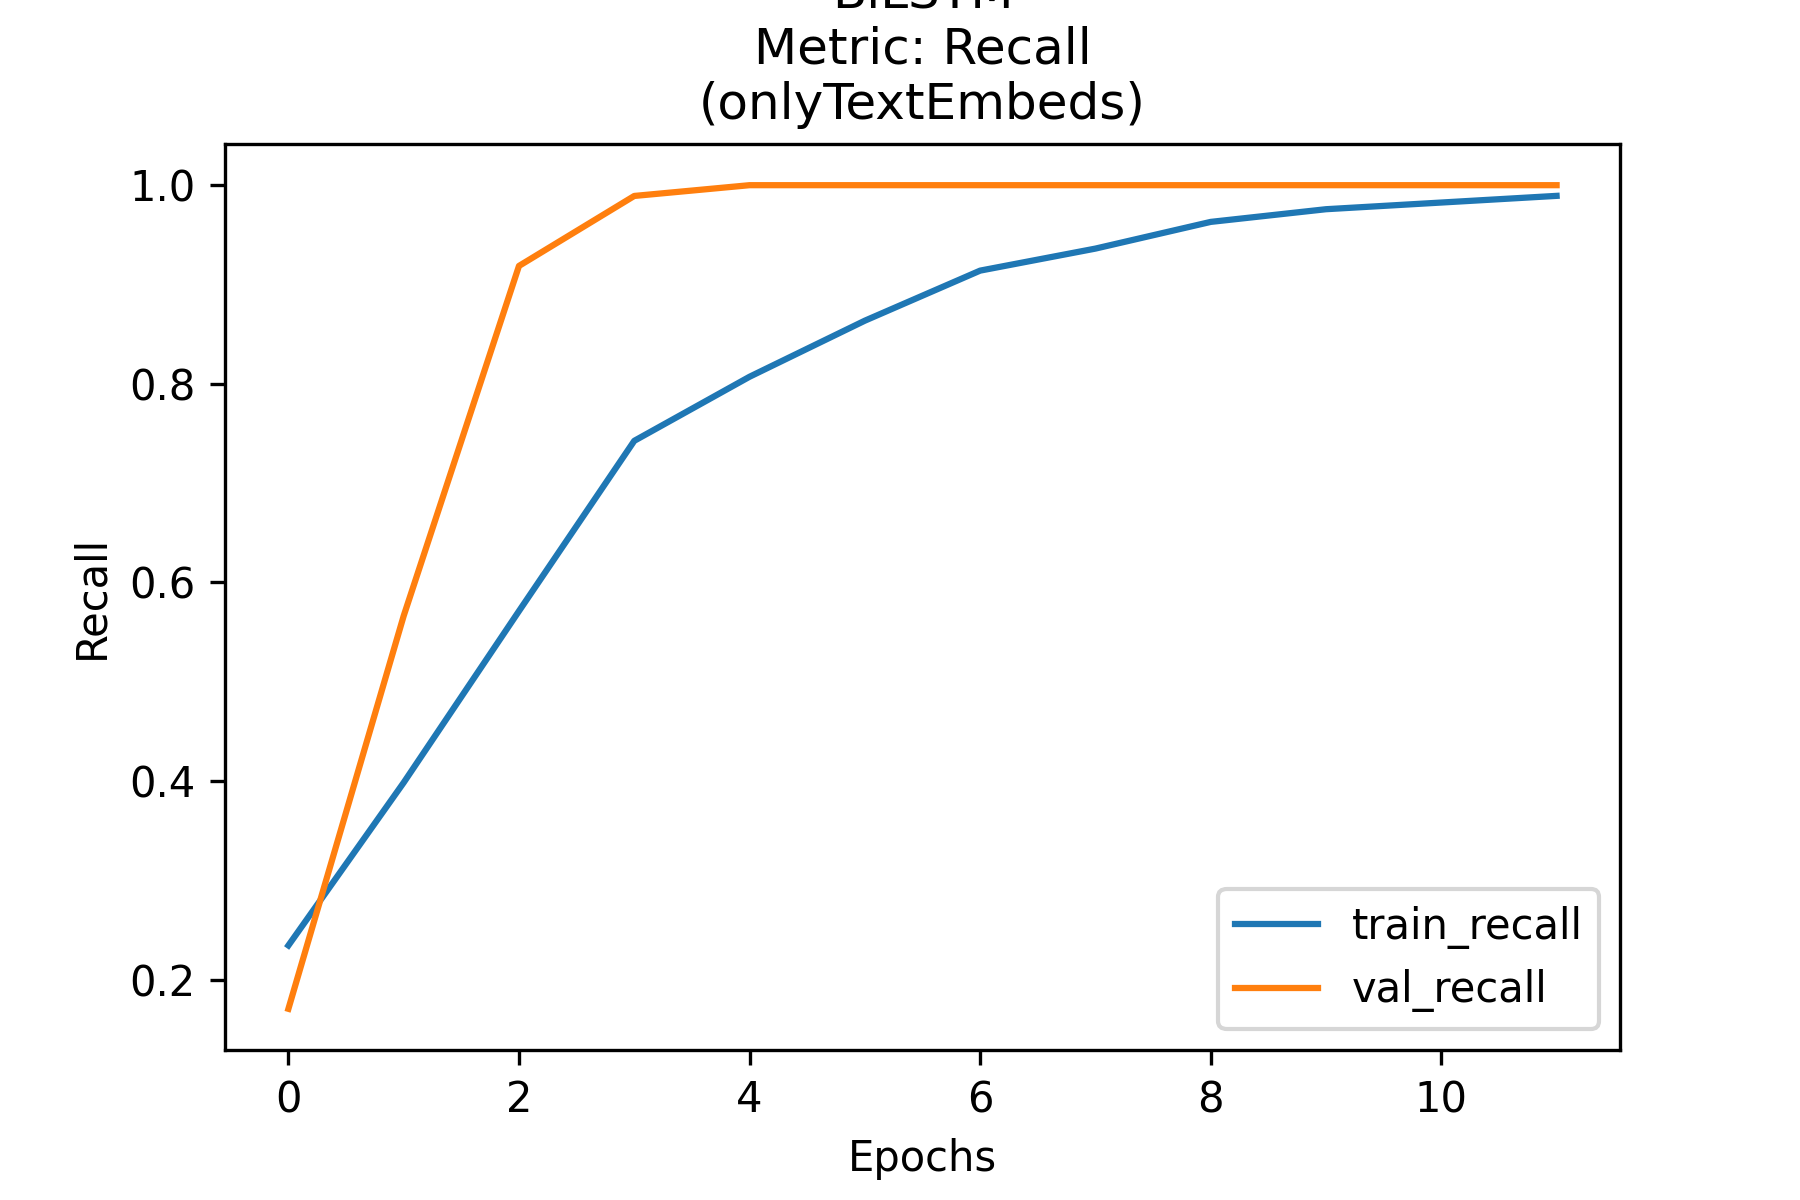 BiLSTM
Metric: Recall
(onlyTextEmbeds)
1.0
0.8
0.6
0.4
0.2
Recall
0 2 4 6 8 10
Epochs
train_recall
val_recall